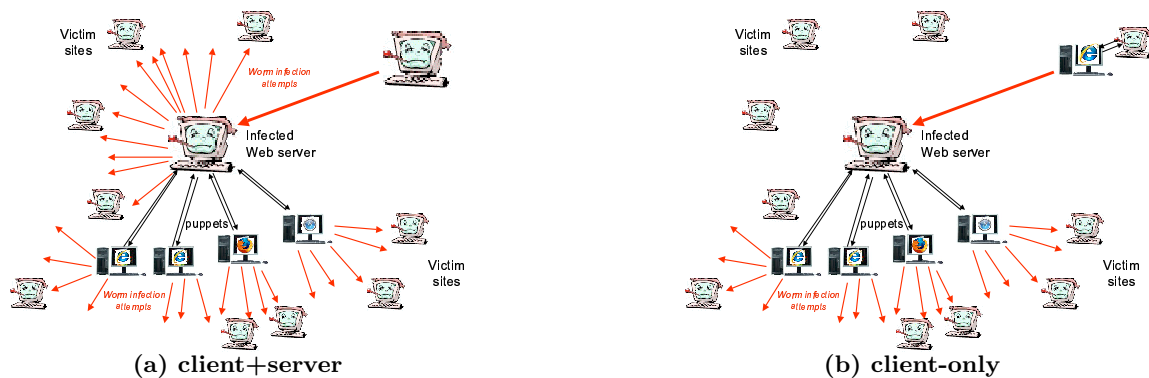 Victim
sites
Worm infection
attempts
Infected
Web server
puppets
Victim
sites
Worm infection
attempts
(a) client+server
Victim
sites
Infected
Web server
puppets
Victim
sites
Worm infection
attempts
(b) client-only